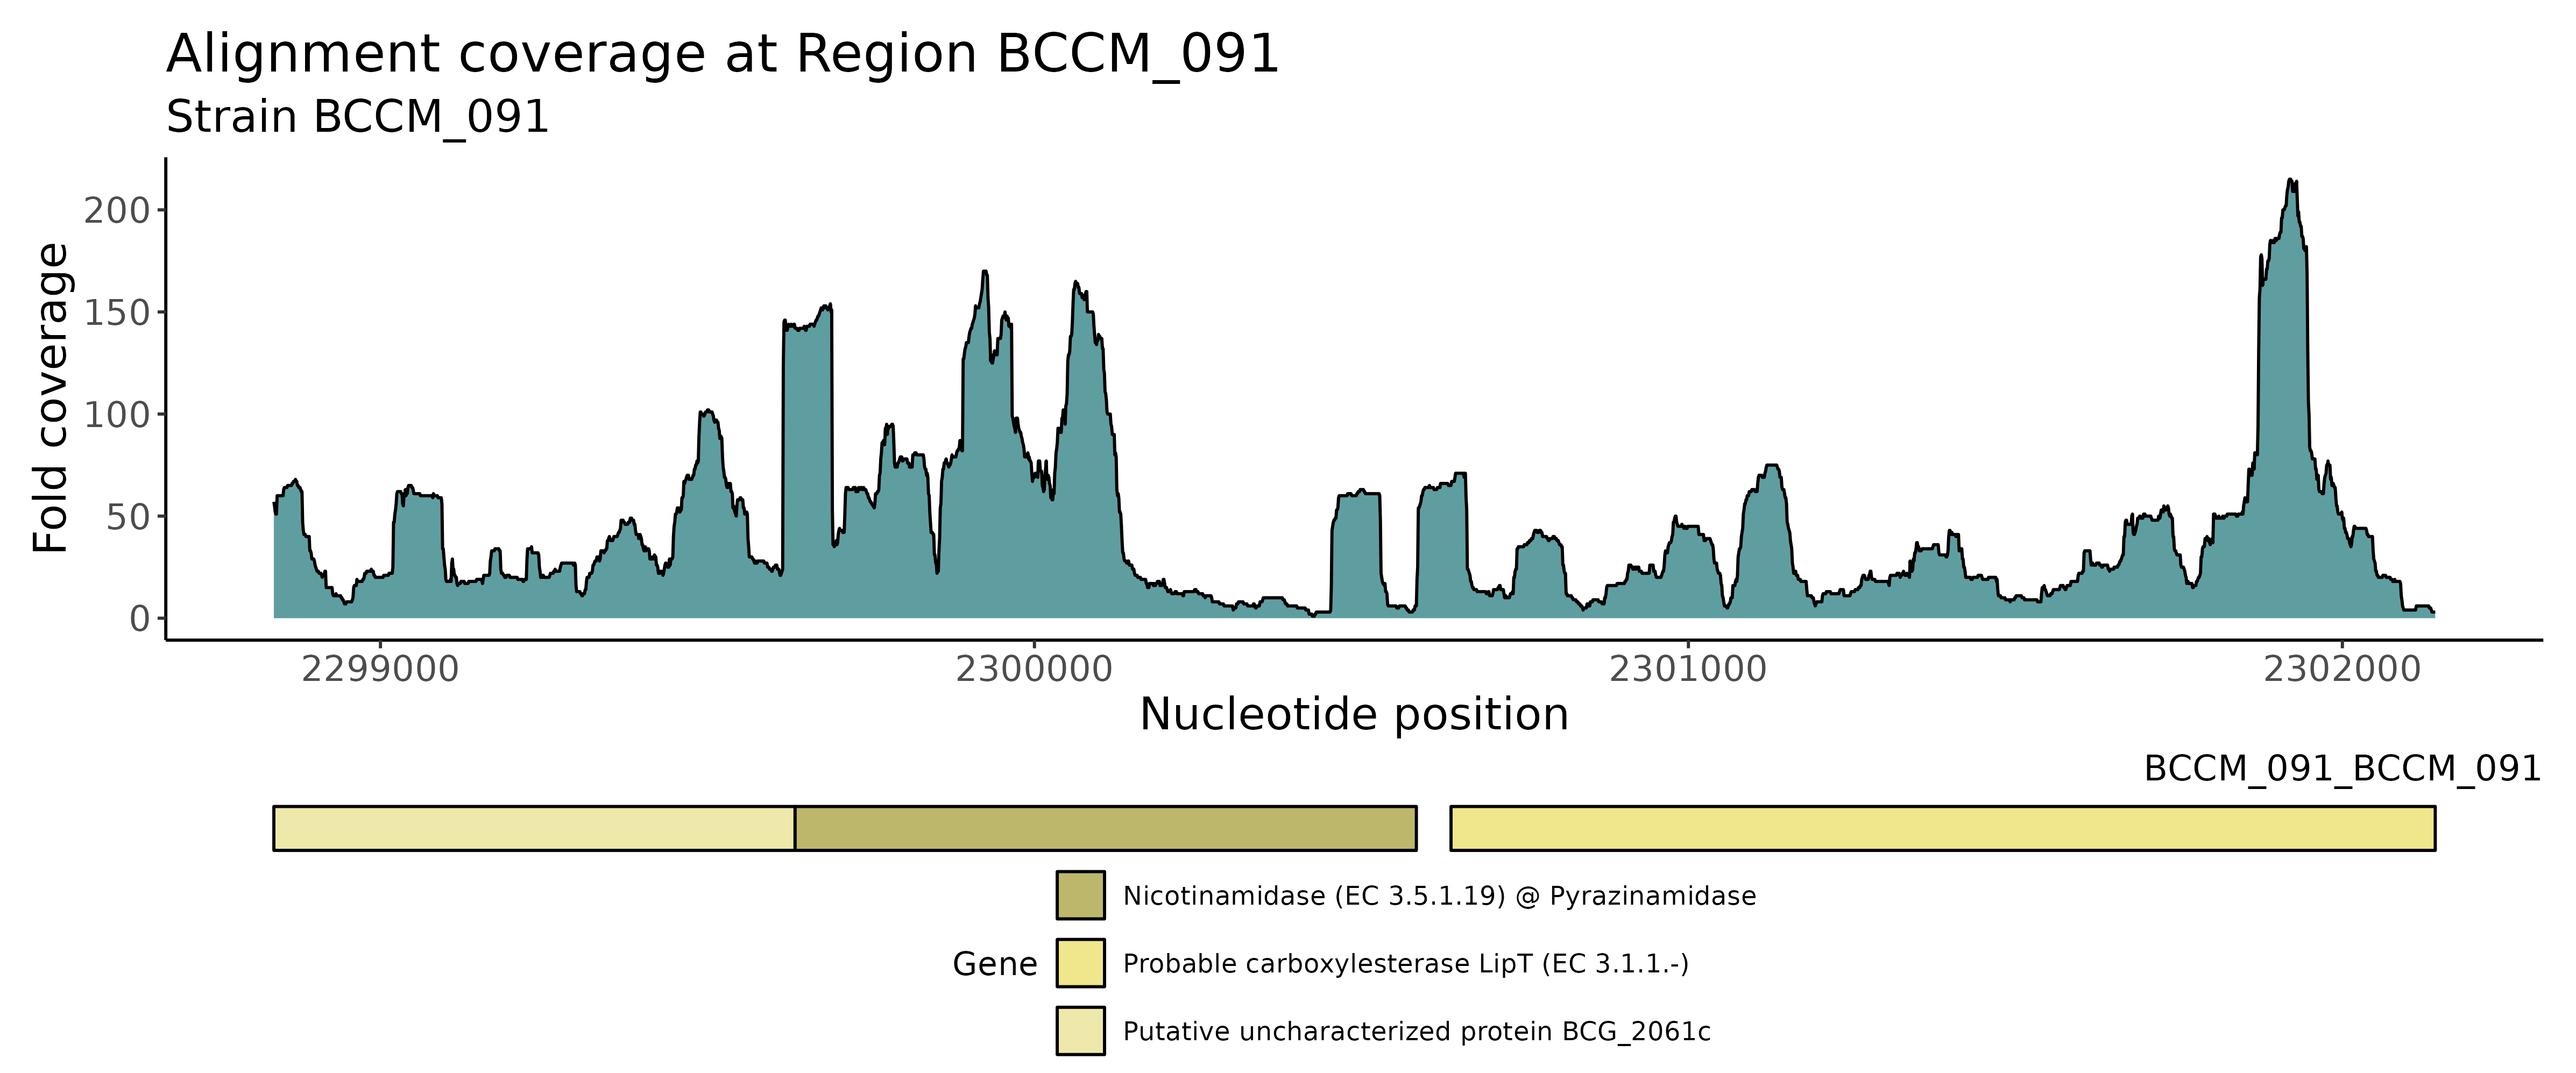 Alignment coverage at Region BCCM_091
Strain BCCM_091
Fold coverage
200
150
100
50
0
2299000 2300000 2301000 2302000
Nucleotide position
BCCM_091_BCCM_091
Gene
Nicotinamidase (EC 3.5.1.19) @ Pyrazinamidase
Probable carboxylesterase LipT (EC 3.1.1.-)
Putative uncharacterized protein BCG_2061c